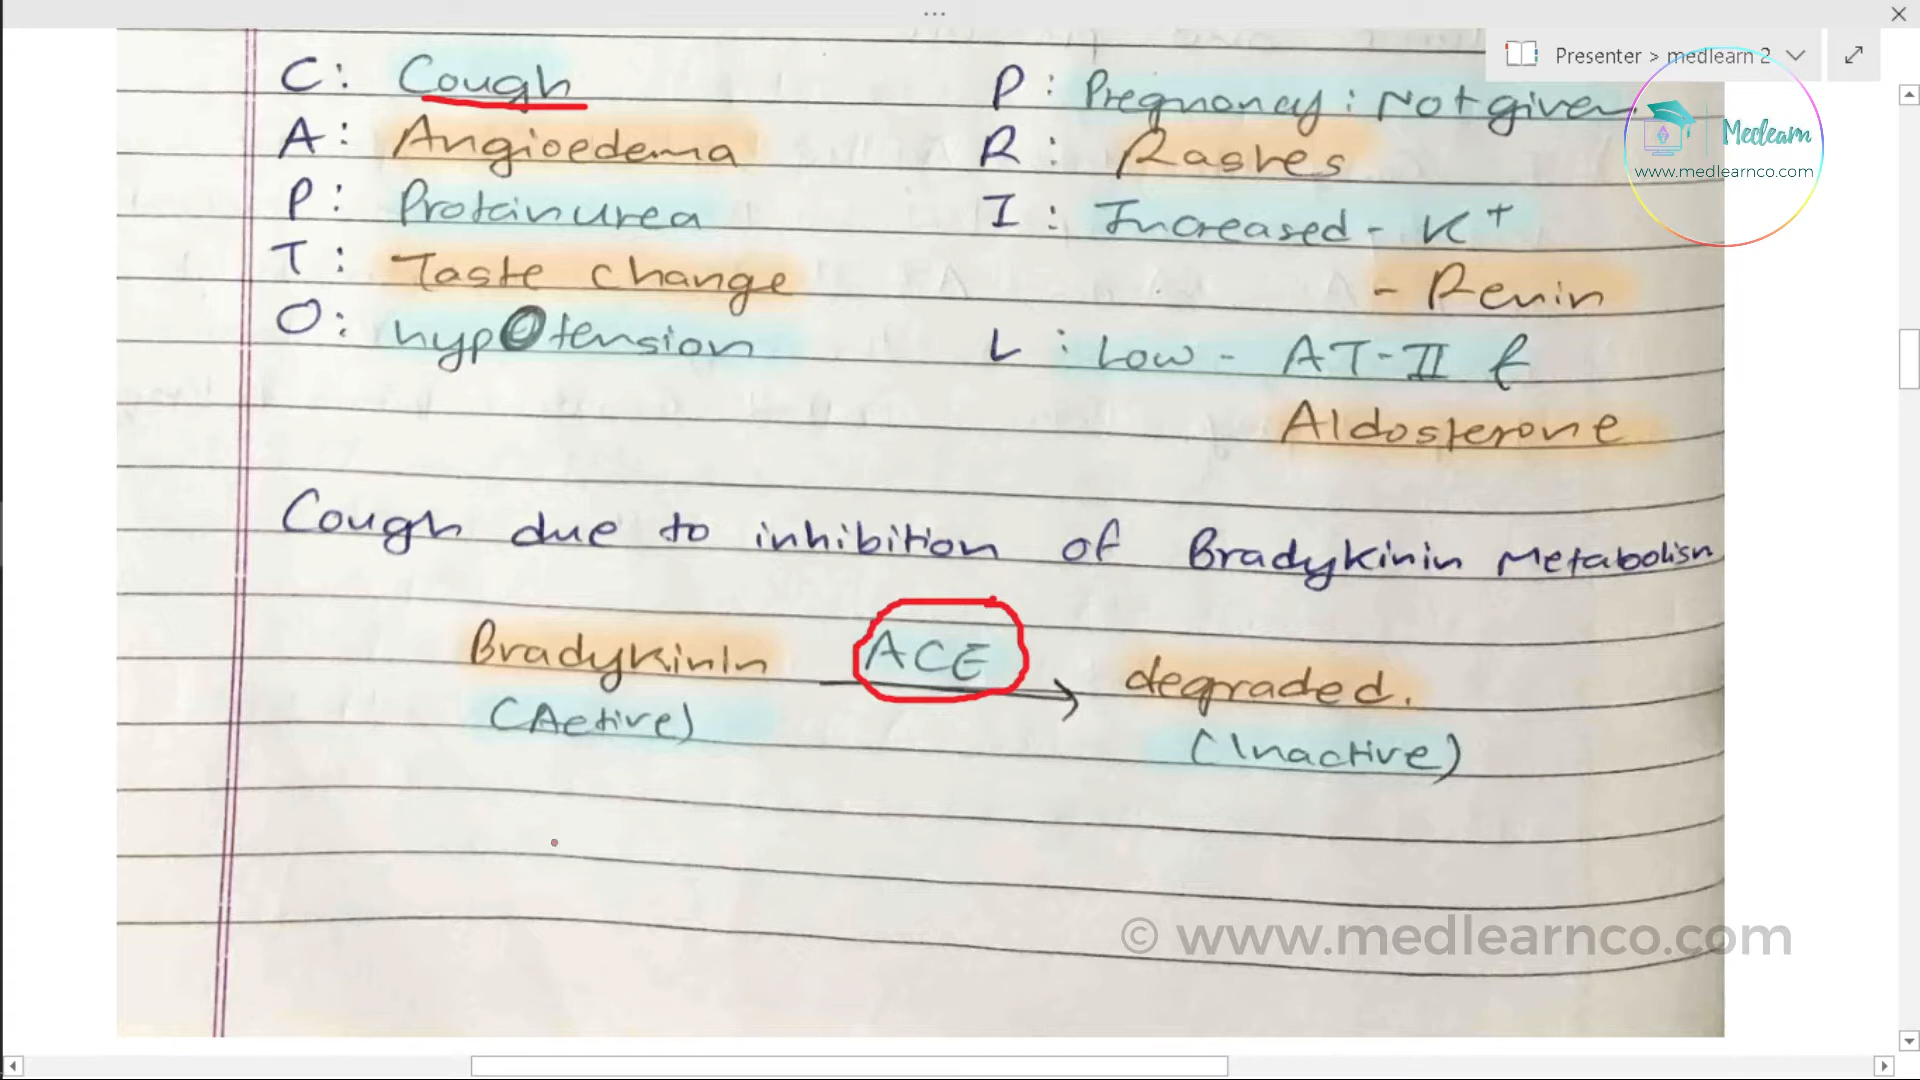 Presenter > medlearn 2
Medlearn
www.medlearnco.com
C: Cough
A: Angioedema
P: Proteinurea
T: Taste change
O: hypOtension
P: Pregnancy: Not given
R: Rashes
I: Increased - K+
- Renin
L: Low - AT-II &
Aldosterone
Cough due to inhibition of Bradykinin Metabolism
Bradykinin ACE degraded.
(Active) (Inactive)
© www.medlearnco.com